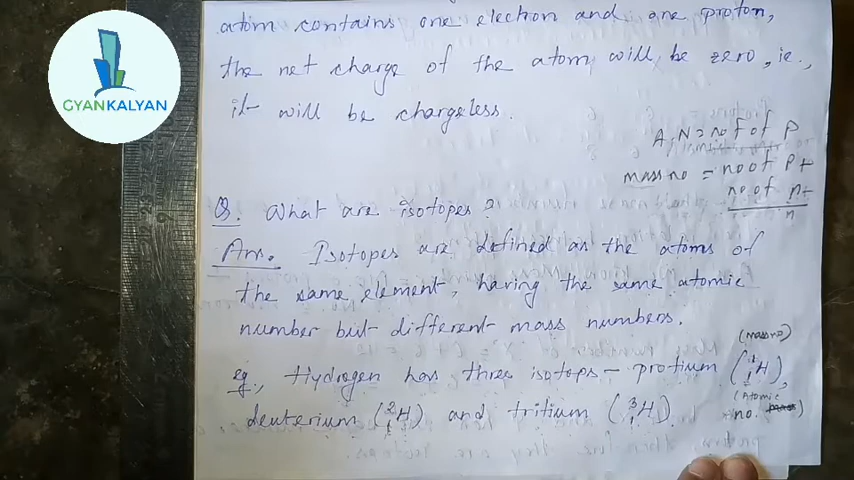 GYANKALYAN
atom contains one electron and one proton,
the net charge of the atom will be zero, ie.,
it will be chargeless.
A,N = no of of p
mass no = no of p+
no of n+
n
Q. What are isotopes?
Ans. Isotopes are defined as the atoms of
the same element, having the same atomic
number but different mass numbers.
(mass no)
eg, Hydrogen has three isotops - protium (¹₁H),
(Atomic
deuterium (²₁H) and tritium (³₁H)
no. )